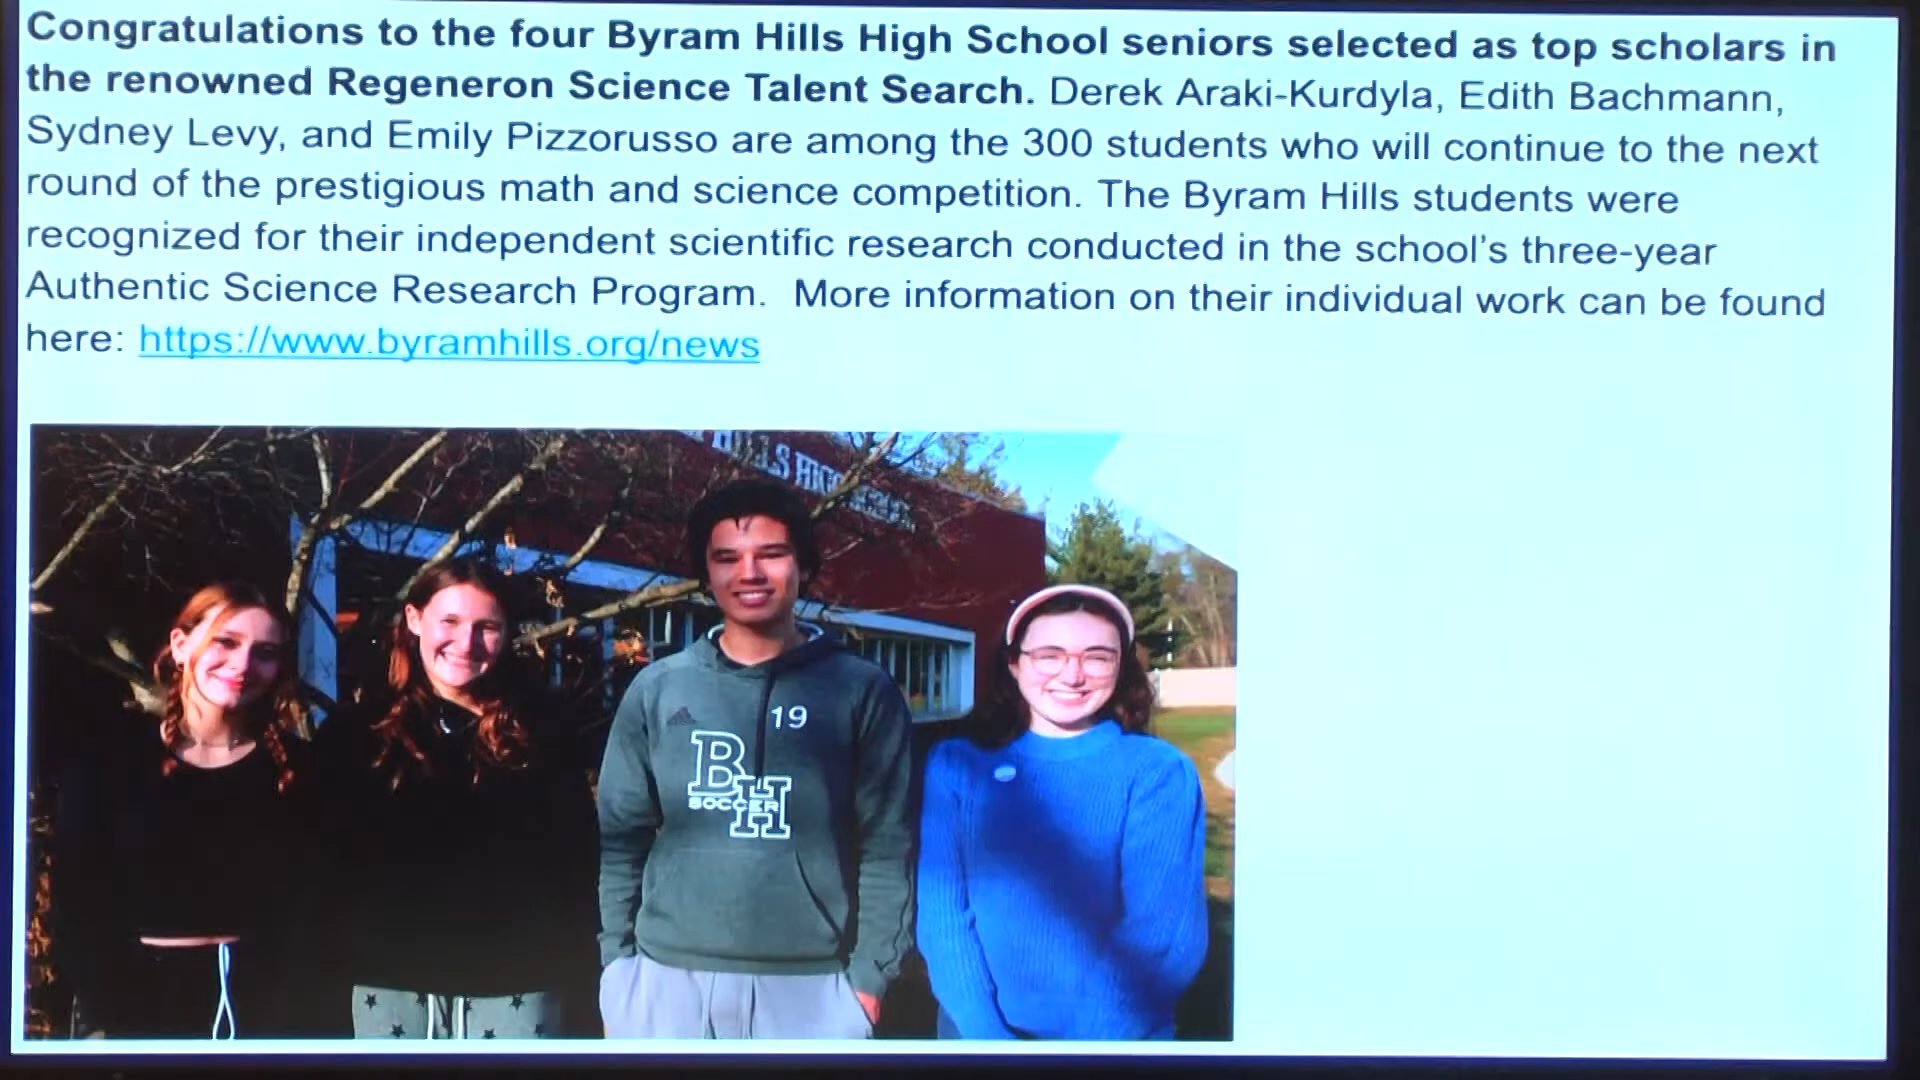 Congratulations to the four Byram Hills High School seniors selected as top scholars in
the renowned Regeneron Science Talent Search. Derek Araki-Kurdyla, Edith Bachmann,
Sydney Levy, and Emily Pizzorusso are among the 300 students who will continue to the next
round of the prestigious math and science competition. The Byram Hills students were
recognized for their independent scientific research conducted in the school's three-year
Authentic Science Research Program.  More information on their individual work can be found
here: https://www.byramhills.org/news
HILLS HIGH
19
BH
SOCCER